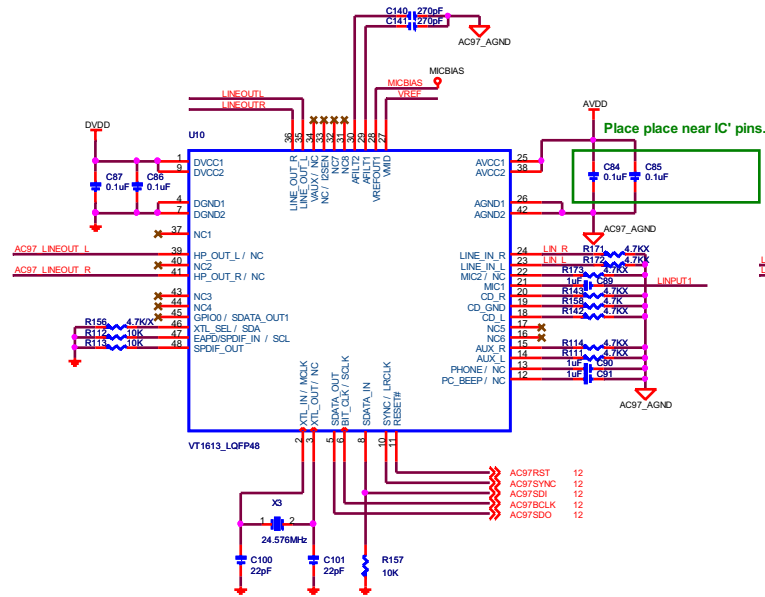 C140 270pF
C141 270pF
AC97_AGND
MICBIAS
MICBIAS
VREF
LINEOUTL
LINEOUTR
DVDD
AVDD
Place place near IC' pins.
U10
36 35 34 33 32 31 30 29 28 27
LINE_OUT_R
LINE_OUT_L
VAUX / NC
NC / I2SEN
NC7
NC8
AFILT2
AFILT1
VREFOUT1
VMID
1 DVCC1
9 DVCC2
C87 0.1uF
C86 0.1uF
4 DGND1
7 DGND2
37 NC1
AC97_LINEOUT_L
39 HP_OUT_L / NC
40 NC2
AC97_LINEOUT_R
41 HP_OUT_R / NC
43 NC3
44 NC4
45 GPIO0 / SDATA_OUT1
R156 4.7K/X 46 XTL_SEL / SDA
R112 10K 47 EAPD/SPDIF_IN / SCL
R113 10K 48 SPDIF_OUT
AVCC1 25
AVCC2 38
C84 0.1uF
C85 0.1uF
AGND1 26
AGND2 42
AC97_AGND
LINE_IN_R 24 LIN_R R171 4.7KX
LINE_IN_L 23 LIN_L R172 4.7KX
MIC2 / NC 22 R173 4.7KX
MIC1 21 1uF C89 LINPUT1
CD_R 20 R143 4.7KX
CD_GND 19 R158 4.7K
CD_L 18 R142 4.7KX
NC5 17
NC6 16
AUX_R 15 R114 4.7KX
AUX_L 14 R111 4.7KX
PHONE / NC 13 1uF C90
PC_BEEP / NC 12 1uF C91
AC97_AGND
XTL_IN / MCLK
XTL_OUT / NC
SDATA_OUT
BIT_CLK / SCLK
SDATA_IN
SYNC / LRCLK
RESET#
2 3 5 6 8 10 11
VT1613_LQFP48
AC97RST 12
AC97SYNC 12
AC97SDI 12
AC97BCLK 12
AC97SDO 12
X3
1 2
24.576MHz
C100 22pF
C101 22pF
R157 10K